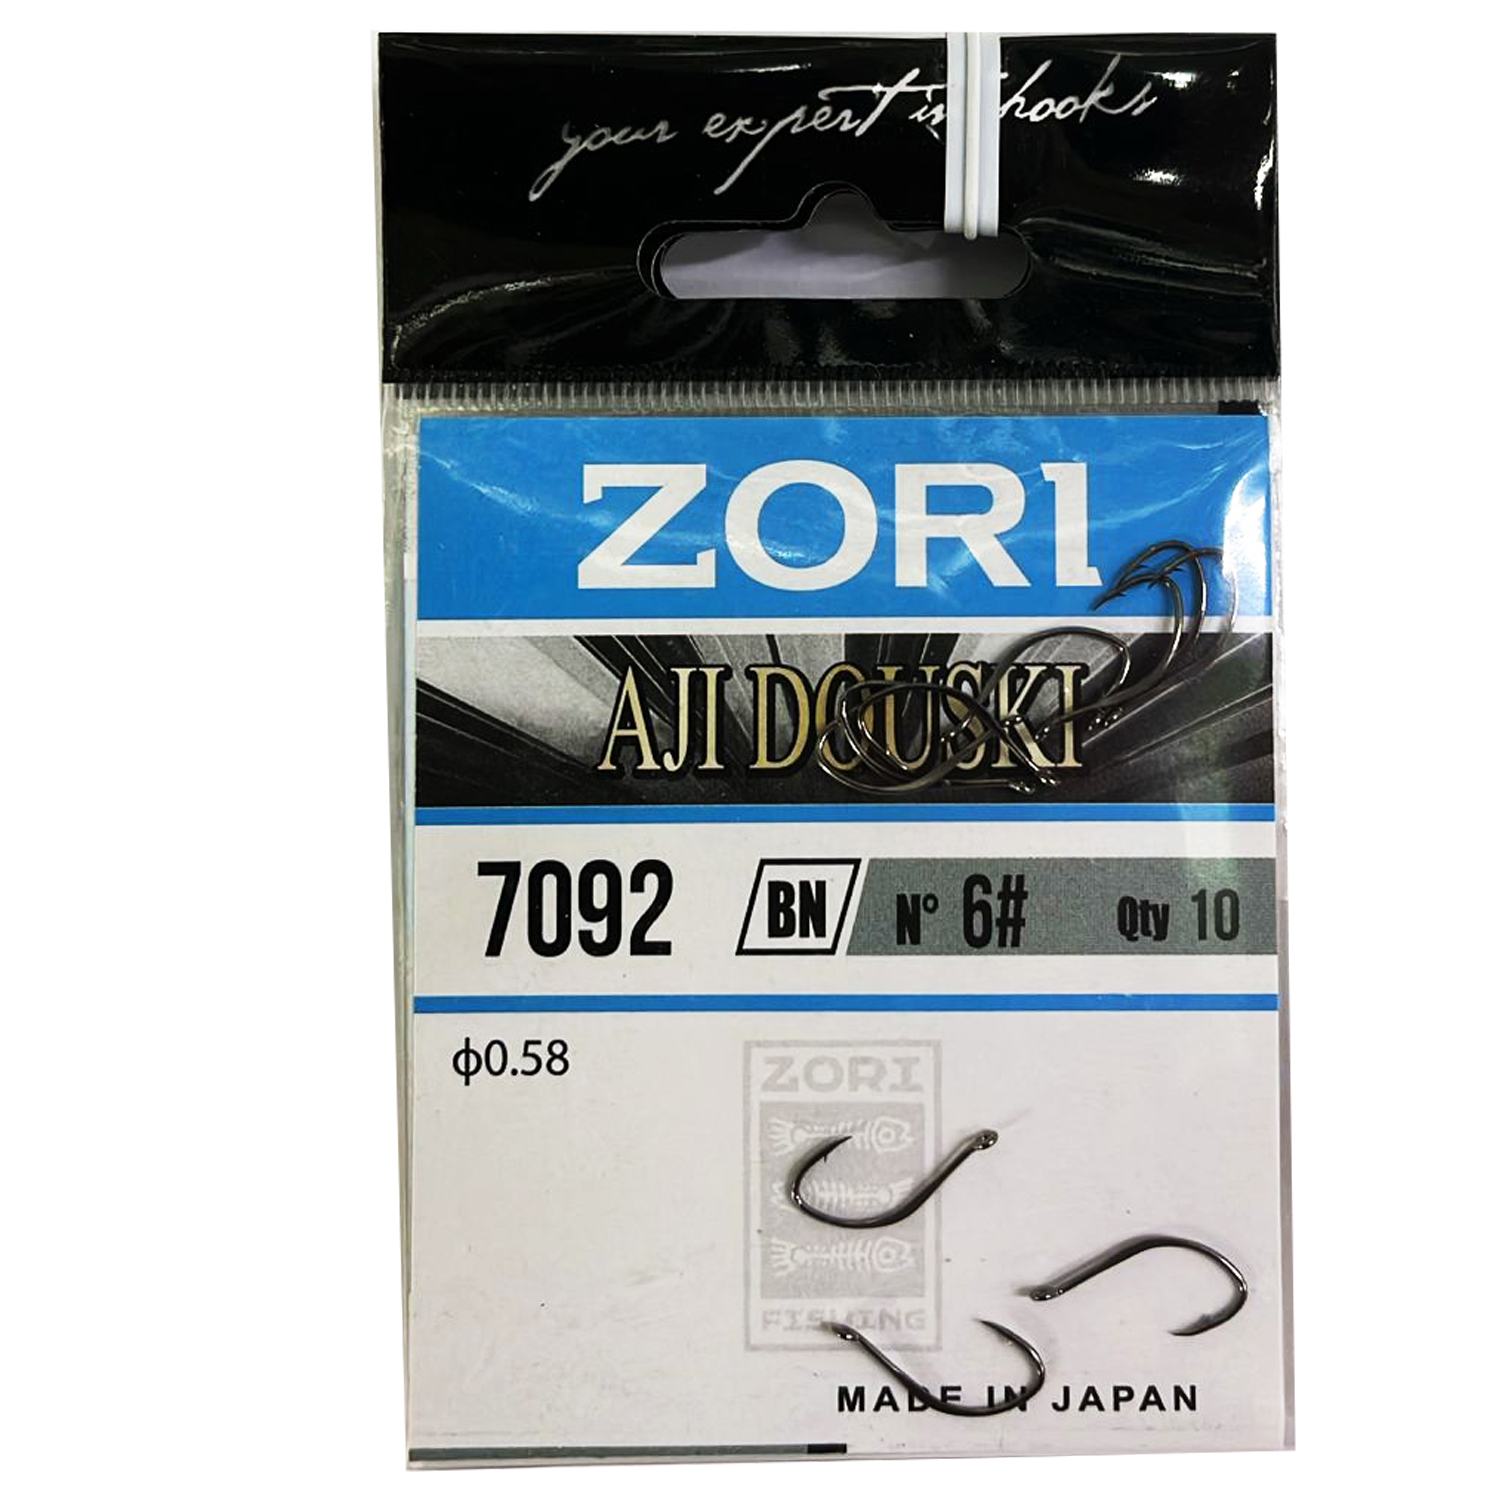 your expert in hooks
ZORI
AJI DOUSKI
7092 BN Nº 6# Qty 10
ϕ0.58
ZORI
FISHING
MADE IN JAPAN